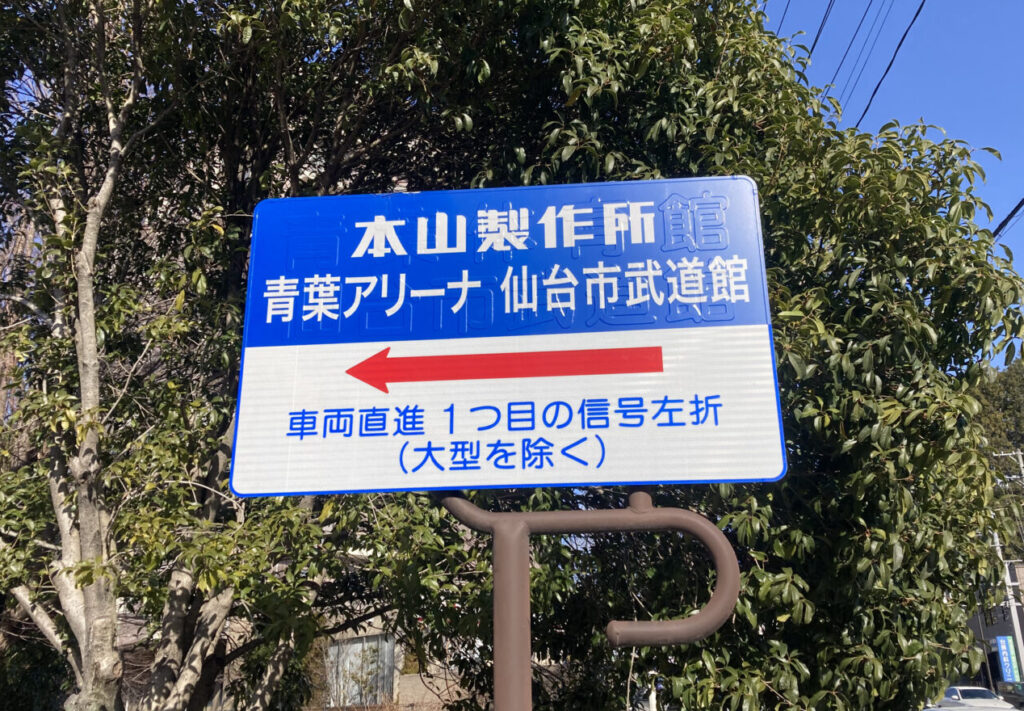 本山製作所
青葉アリーナ 仙台市武道館
車両直進 1つ目の信号左折
(大型を除く)